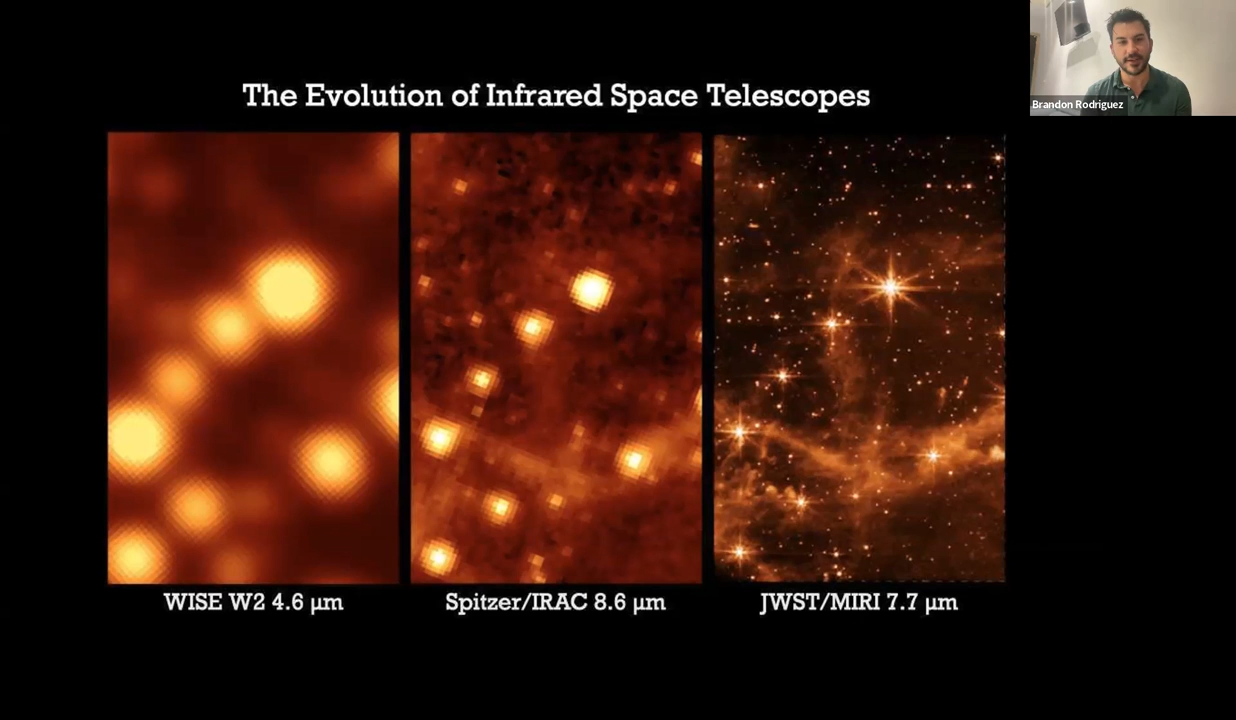 The Evolution of Infrared Space Telescopes
Brandon Rodriguez
WISE W2 4.6 µm
Spitzer/IRAC 8.6 µm
JWST/MIRI 7.7 µm